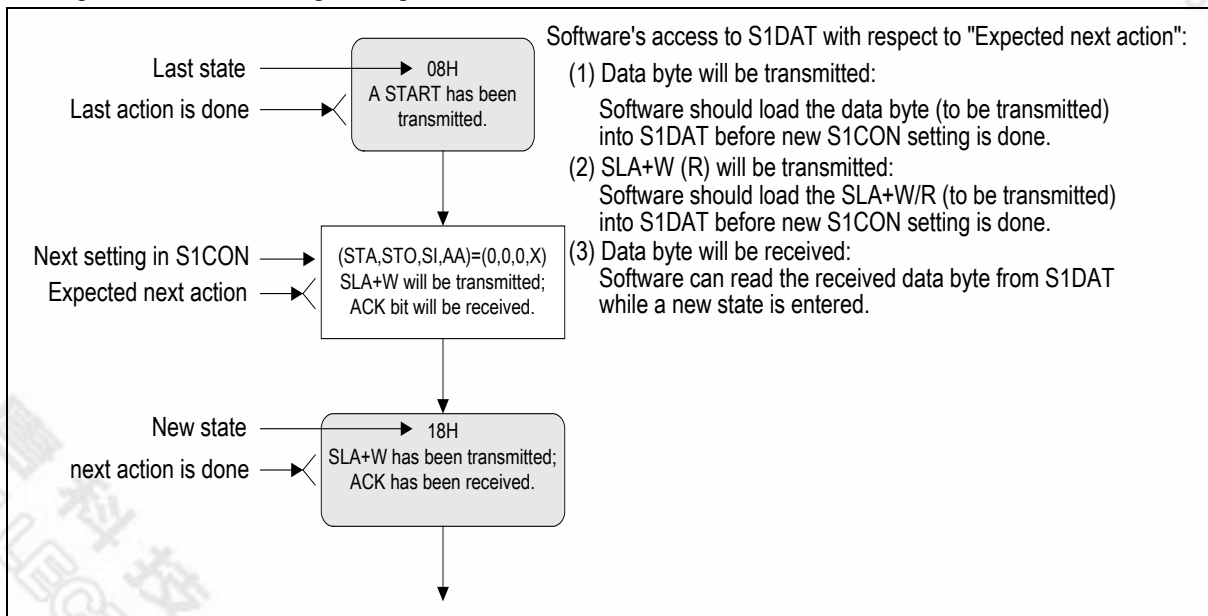 Last state
Last action is done
08H
A START has been
transmitted.
Next setting in S1CON
Expected next action
(STA,STO,SI,AA)=(0,0,0,X)
SLA+W will be transmitted;
ACK bit will be received.
New state
next action is done
18H
SLA+W has been transmitted;
ACK has been received.
Software's access to S1DAT with respect to "Expected next action":
(1) Data byte will be transmitted:
Software should load the data byte (to be transmitted)
into S1DAT before new S1CON setting is done.
(2) SLA+W (R) will be transmitted:
Software should load the SLA+W/R (to be transmitted)
into S1DAT before new S1CON setting is done.
(3) Data byte will be received:
Software can read the received data byte from S1DAT
while a new state is entered.